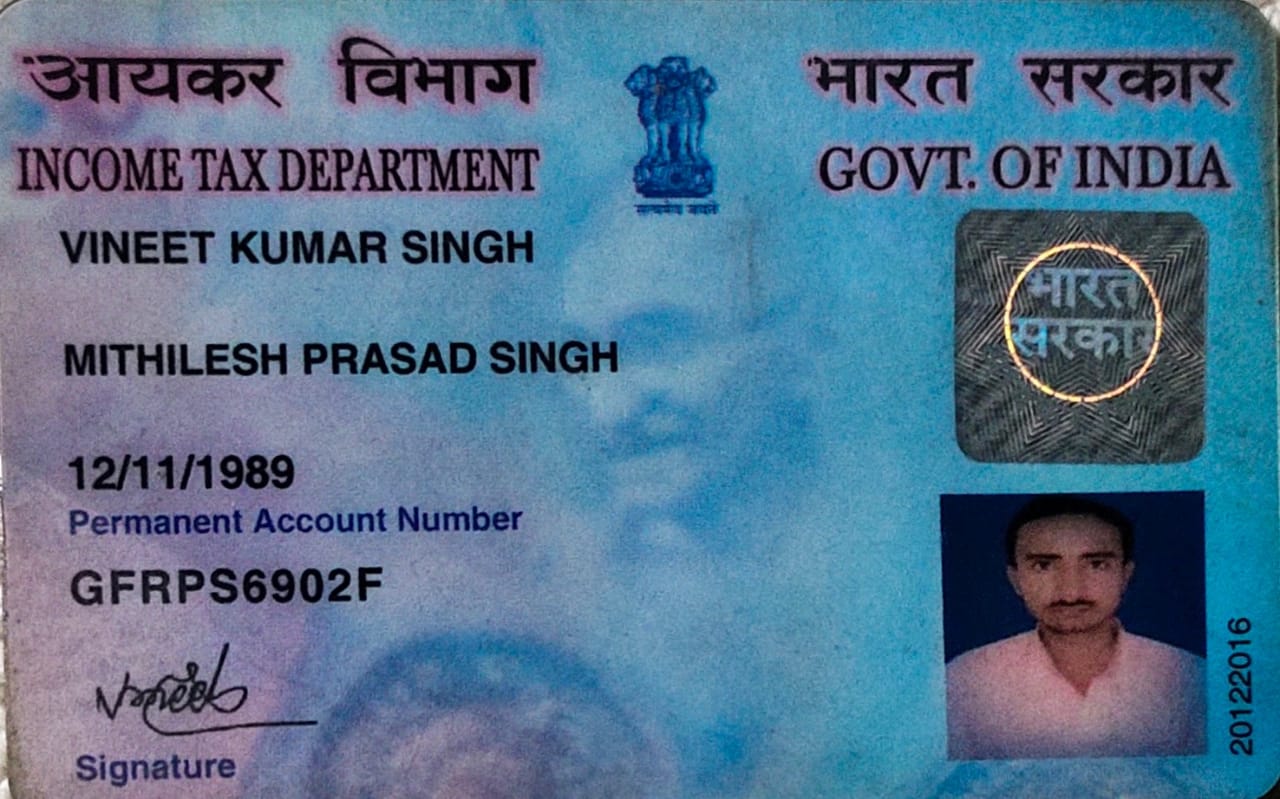 आयकर विभाग
INCOME TAX DEPARTMENT
भारत सरकार
GOVT. OF INDIA
सत्यमेव जयते
VINEET KUMAR SINGH
MITHILESH PRASAD SINGH
12/11/1989
Permanent Account Number
GFRPS6902F
Signature
भारत
सरकार
20122016